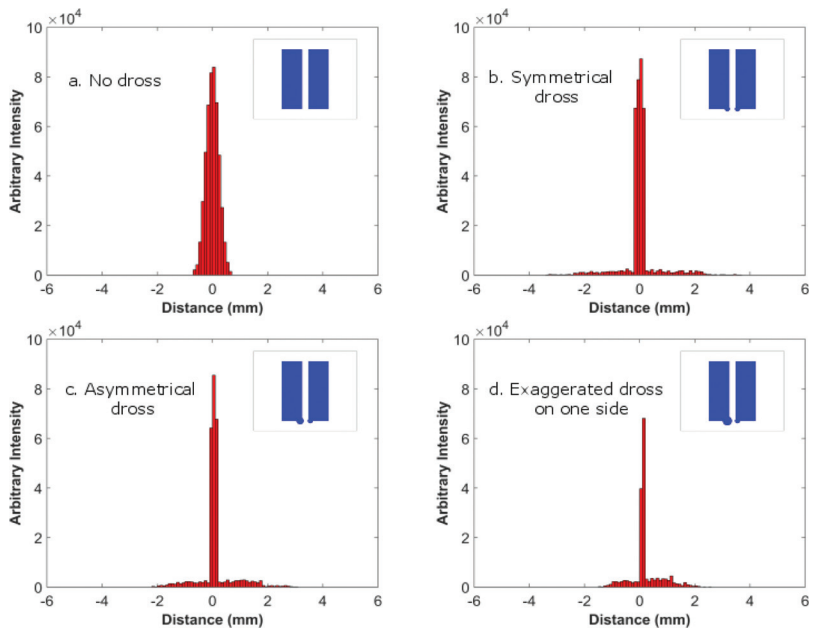 ×10⁴
10
8
6
4
2
0
Arbitrary Intensity
a. No dross
-6 -4 -2 0 2 4 6
Distance (mm)
×10⁴
10
8
6
4
2
0
Arbitrary Intensity
b. Symmetrical
dross
-6 -4 -2 0 2 4 6
Distance (mm)
×10⁴
10
8
6
4
2
0
Arbitrary Intensity
c. Asymmetrical
dross
-6 -4 -2 0 2 4 6
Distance (mm)
×10⁴
10
8
6
4
2
0
Arbitrary Intensity
d. Exaggerated dross
on one side
-6 -4 -2 0 2 4 6
Distance (mm)